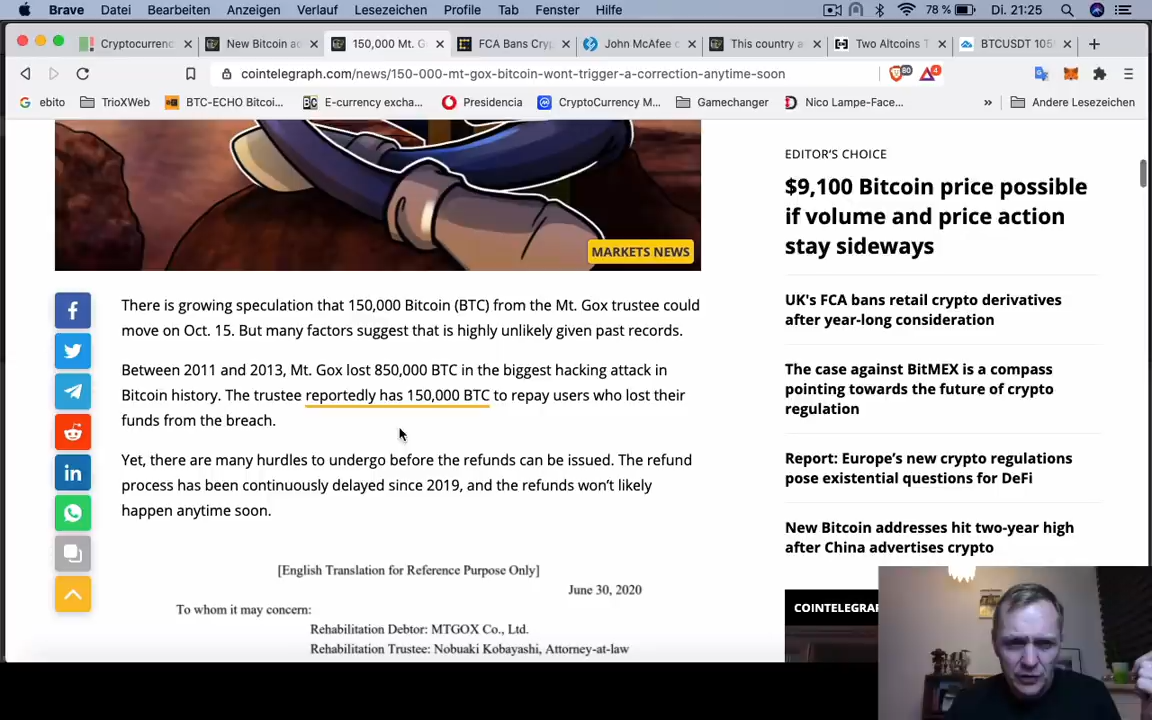 Brave Datei Bearbeiten Anzeigen Verlauf Lesezeichen Profile Tab Fenster Hilfe 78 % Di. 21:25
Cryptocurrenc × New Bitcoin ad × 150,000 Mt. G × FCA Bans Cryp × John McAfee × This country a × Two Altcoins T × BTCUSDT 105 × +
cointelegraph.com/news/150-000-mt-gox-bitcoin-wont-trigger-a-correction-anytime-soon
ebito TrioXWeb BTC-ECHO Bitcoi... E-currency excha... Presidencia CryptoCurrency M... Gamechanger Nico Lampe-Face... » Andere Lesezeichen
MARKETS NEWS
There is growing speculation that 150,000 Bitcoin (BTC) from the Mt. Gox trustee could
move on Oct. 15. But many factors suggest that is highly unlikely given past records.
Between 2011 and 2013, Mt. Gox lost 850,000 BTC in the biggest hacking attack in
Bitcoin history. The trustee reportedly has 150,000 BTC to repay users who lost their
funds from the breach.
Yet, there are many hurdles to undergo before the refunds can be issued. The refund
process has been continuously delayed since 2019, and the refunds won’t likely
happen anytime soon.
[English Translation for Reference Purpose Only]
June 30, 2020
To whom it may concern:
Rehabilitation Debtor: MTGOX Co., Ltd.
Rehabilitation Trustee: Nobuaki Kobayashi, Attorney-at-law
EDITOR’S CHOICE
$9,100 Bitcoin price possible
if volume and price action
stay sideways
UK's FCA bans retail crypto derivatives
after year-long consideration
The case against BitMEX is a compass
pointing towards the future of crypto
regulation
Report: Europe’s new crypto regulations
pose existential questions for DeFi
New Bitcoin addresses hit two-year high
after China advertises crypto
COINTELEGRA